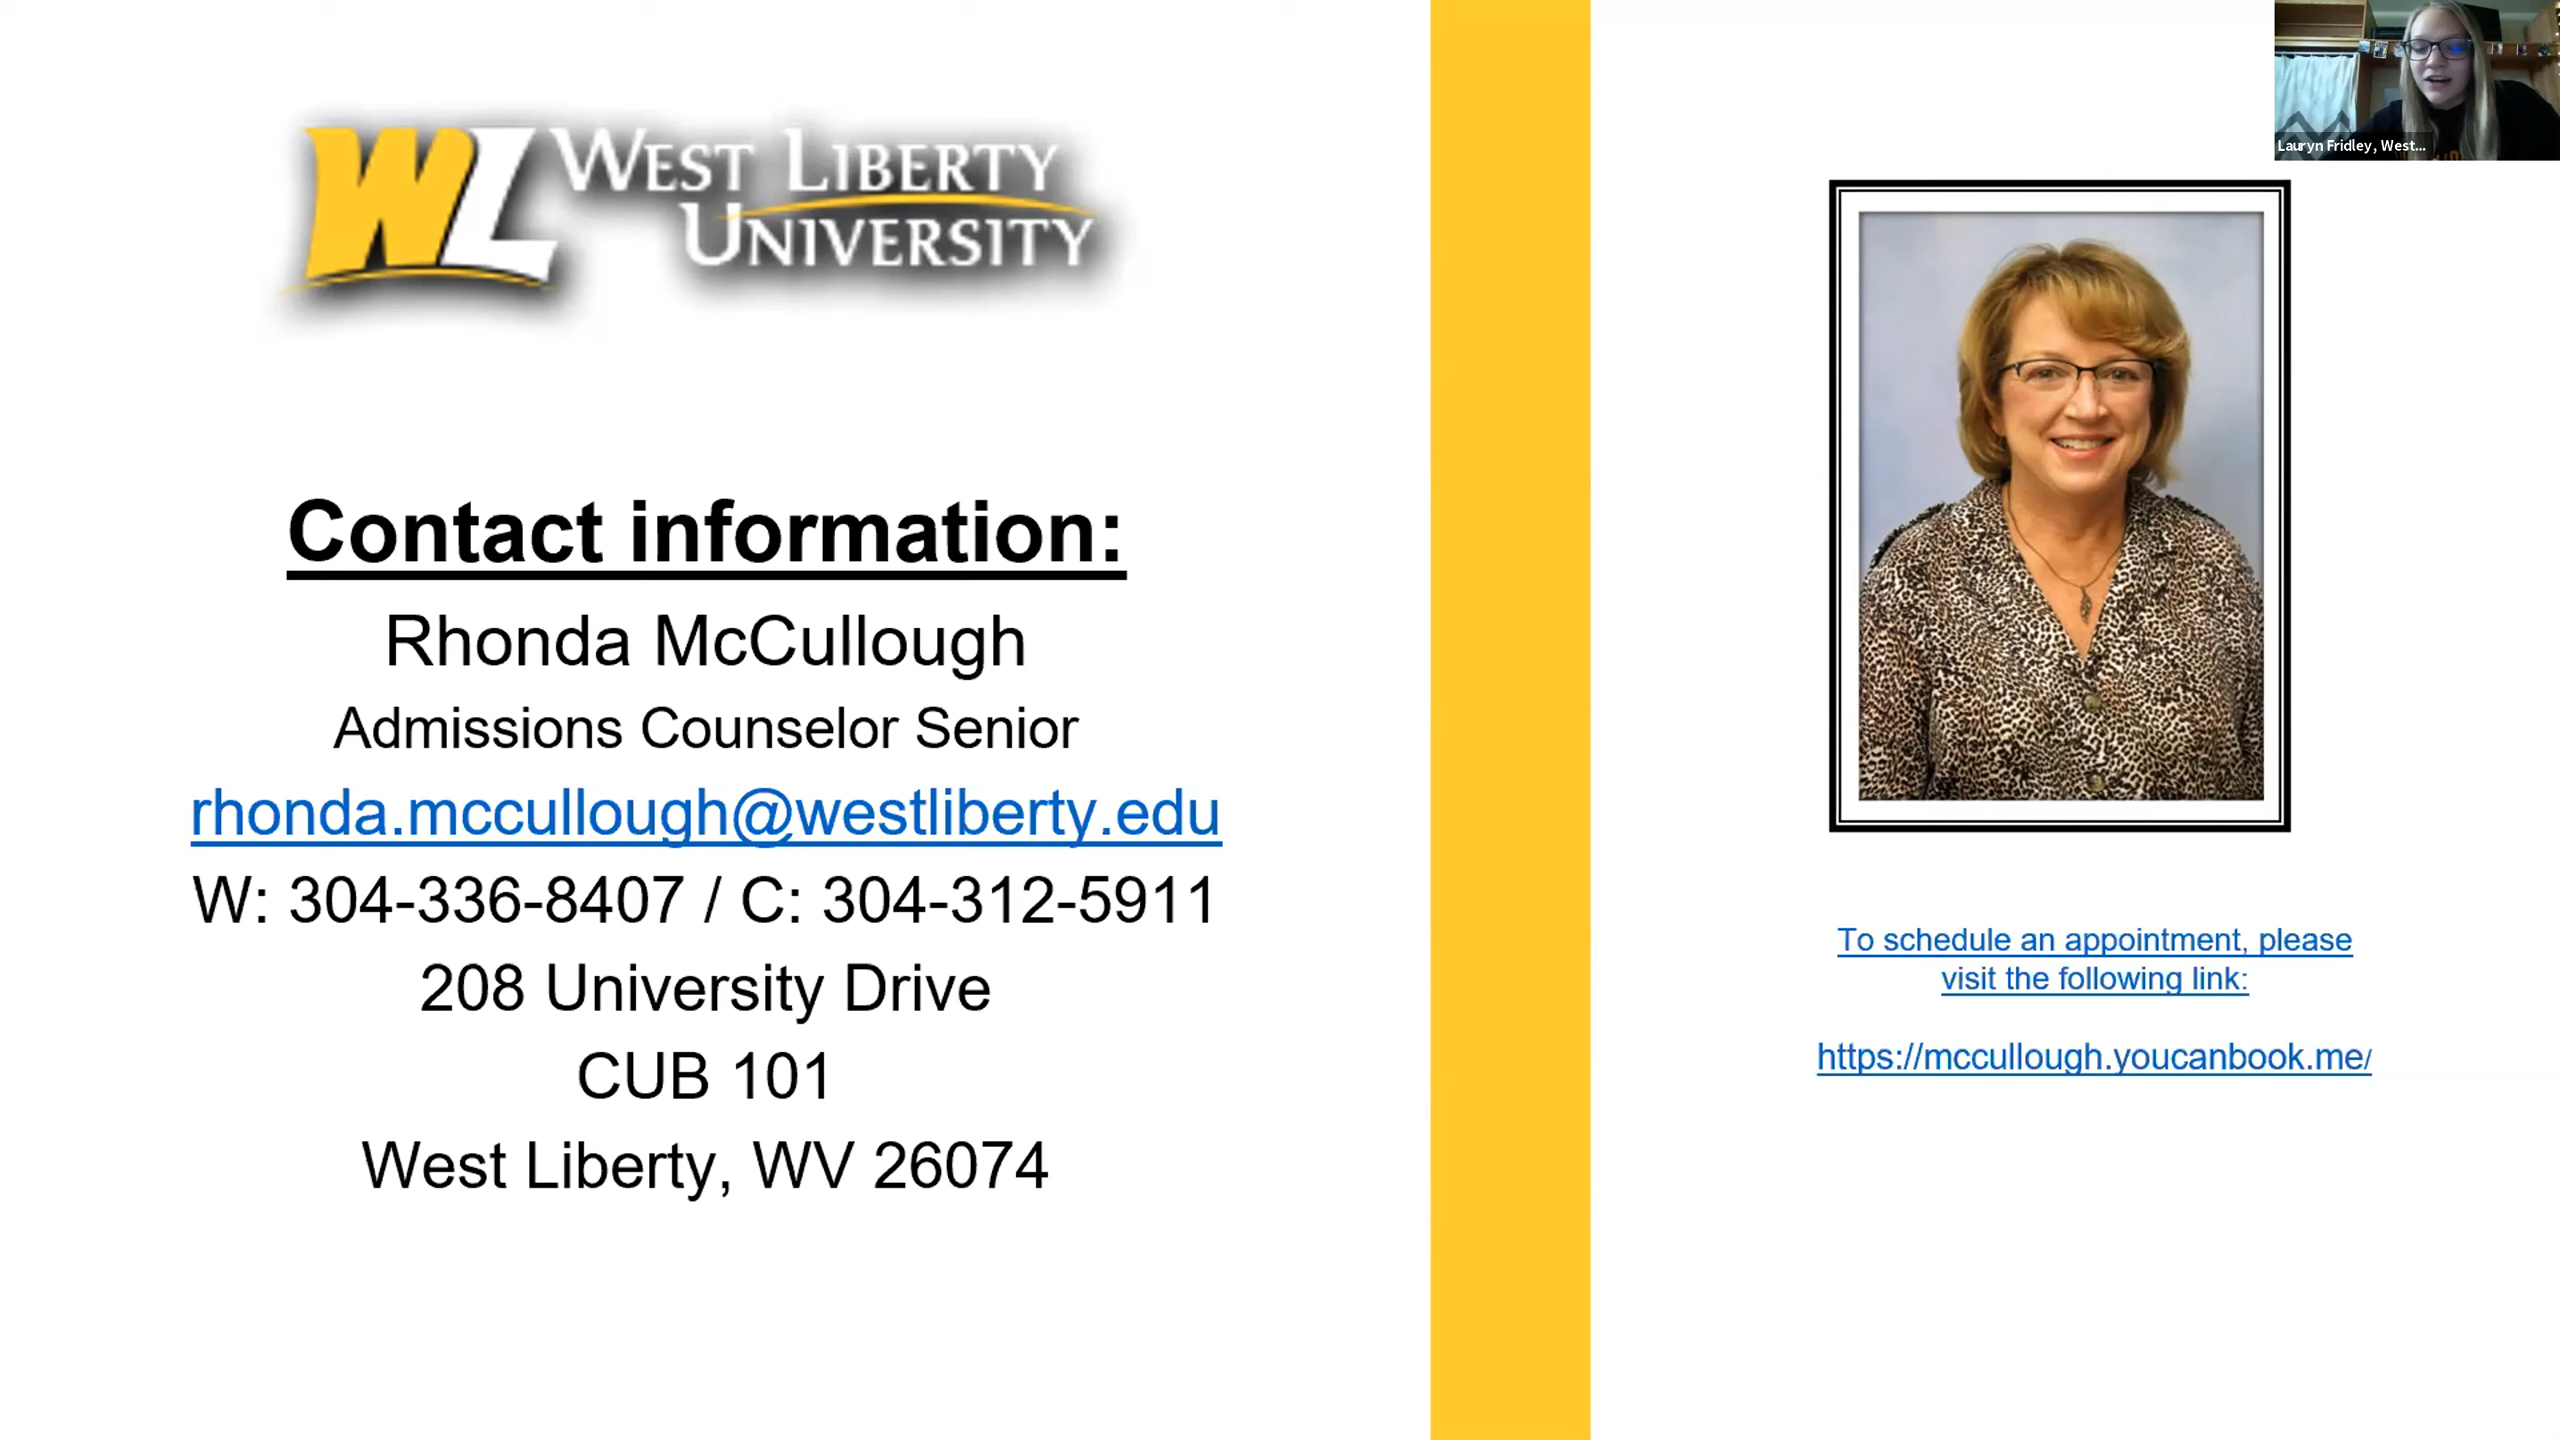 WL WEST LIBERTY
UNIVERSITY
Contact information:
Rhonda McCullough
Admissions Counselor Senior
rhonda.mccullough@westliberty.edu
W: 304-336-8407 / C: 304-312-5911
208 University Drive
CUB 101
West Liberty, WV 26074
Lauryn Fridley, West...
To schedule an appointment, please
visit the following link:
https://mccullough.youcanbook.me/